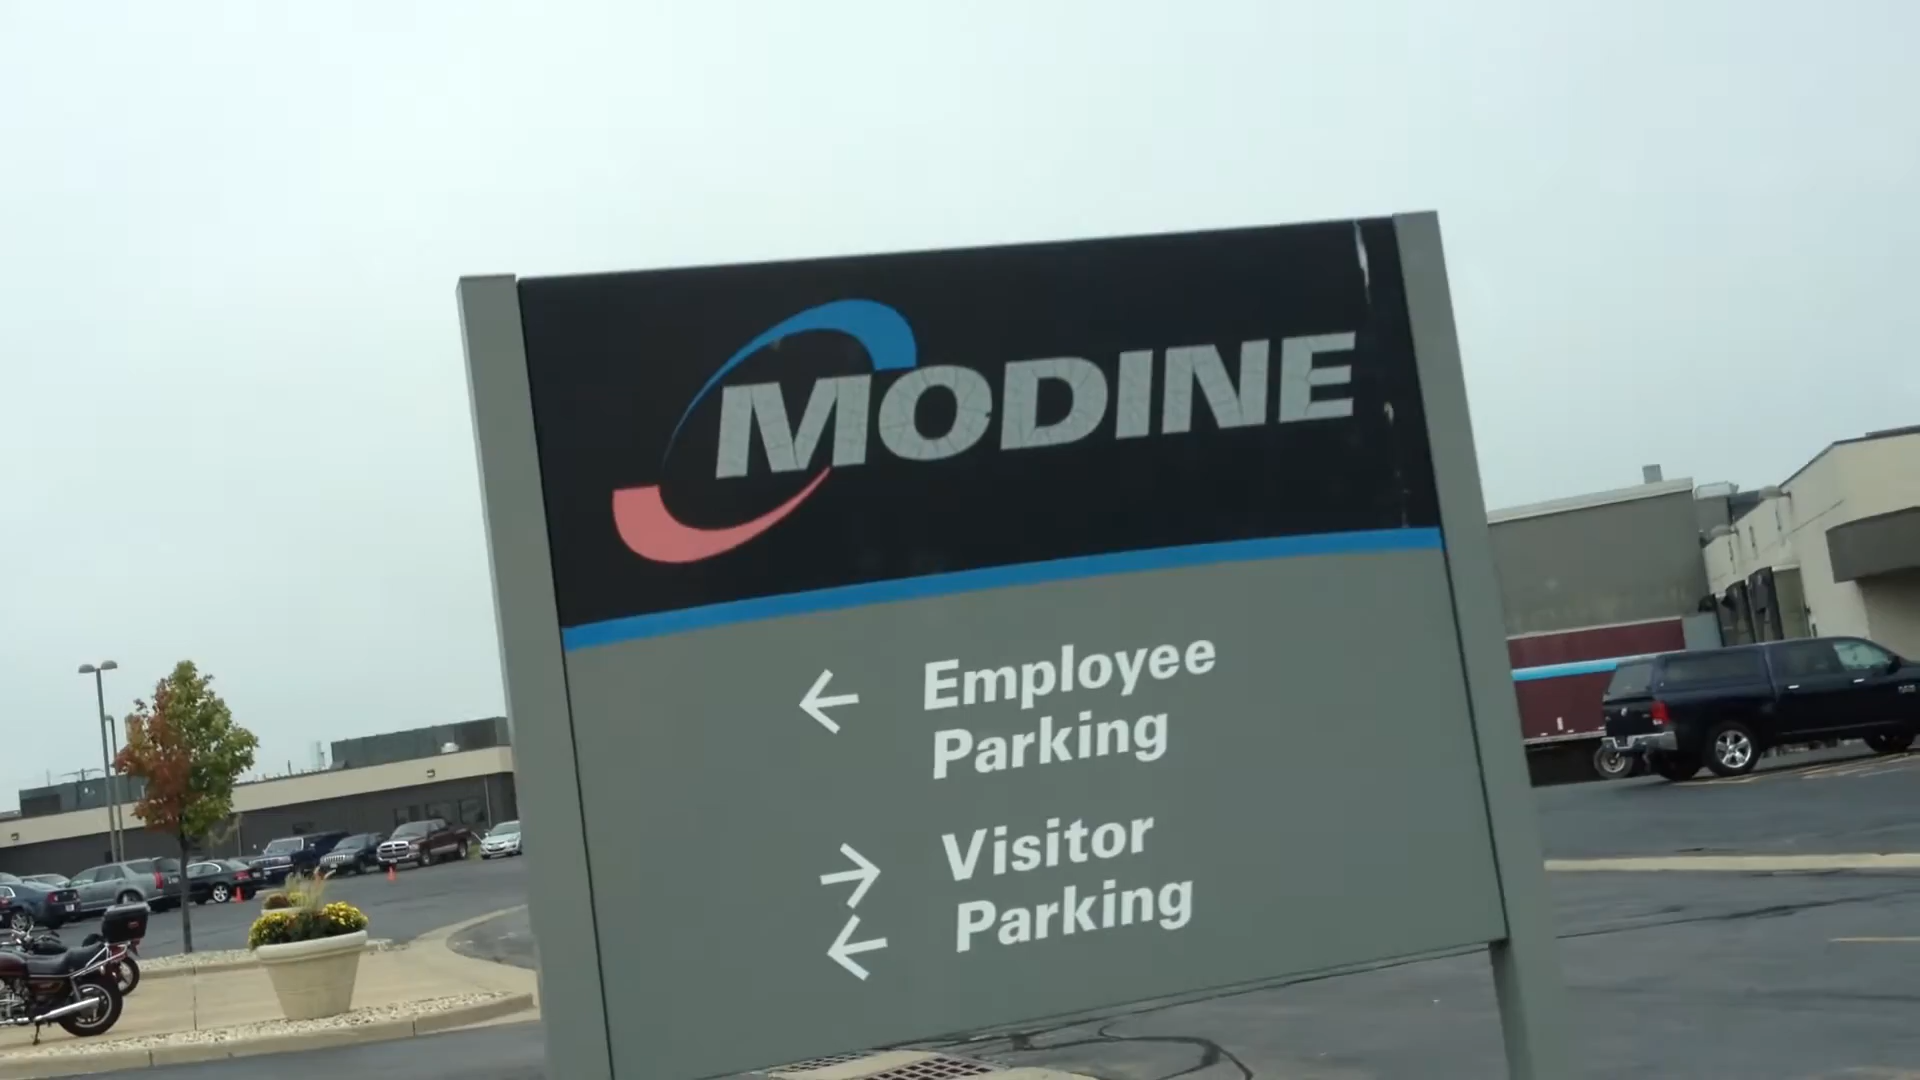 MODINE
← Employee
Parking
→ Visitor
← Parking